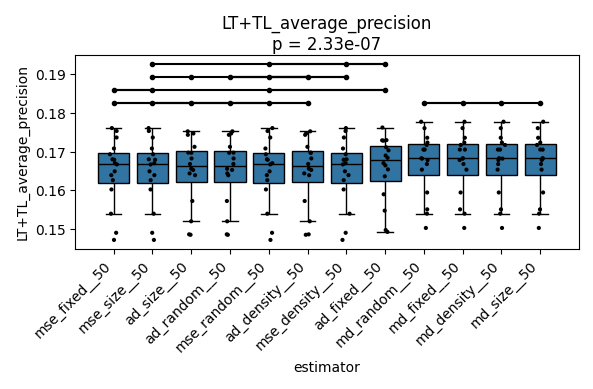 LT+TL_average_precision
p = 2.33e-07
LT+TL_average_precision
0.19
0.18
0.17
0.16
0.15
mse_fixed__50
mse_size__50
ad_size__50
ad_random__50
mse_random__50
ad_density__50
mse_density__50
ad_fixed__50
md_random__50
md_fixed__50
md_density__50
md_size__50
estimator